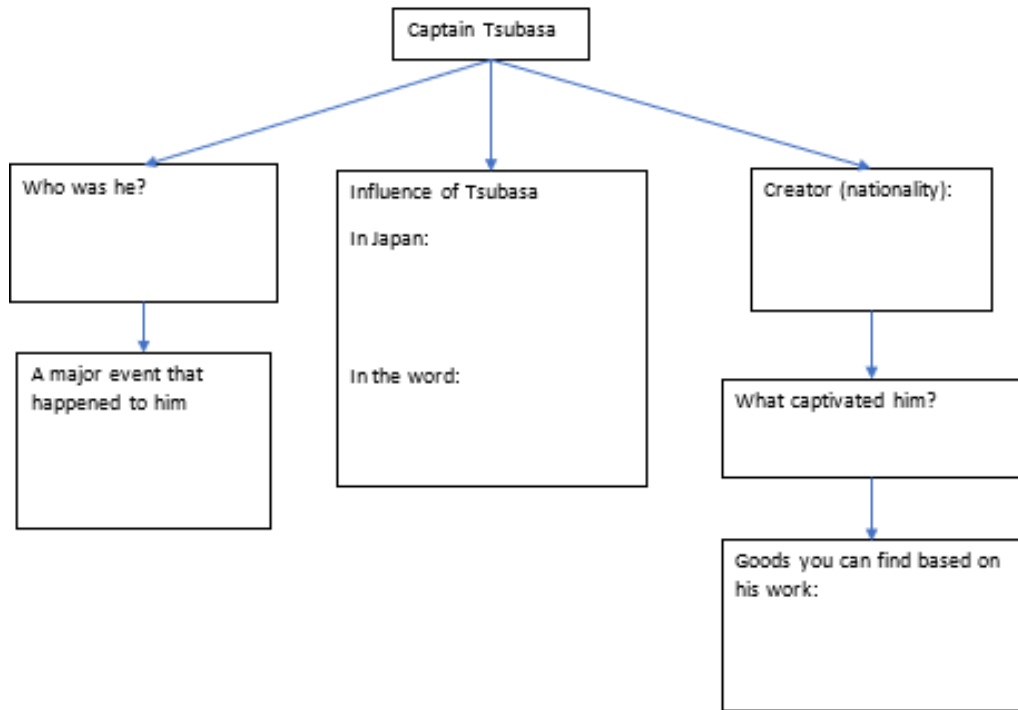 Captain Tsubasa
Who was he?
A major event that
happened to him
Influence of Tsubasa
In Japan:
In the word:
Creator (nationality):
What captivated him?
Goods you can find based on
his work: